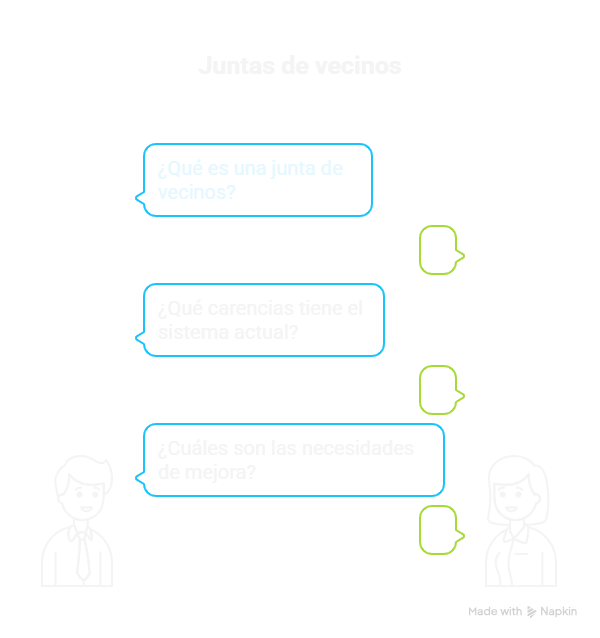 Juntas de vecinos
¿Qué es una junta de
vecinos?
¿Qué carencias tiene el
sistema actual?
¿Cuáles son las necesidades
de mejora?
Made with Napkin